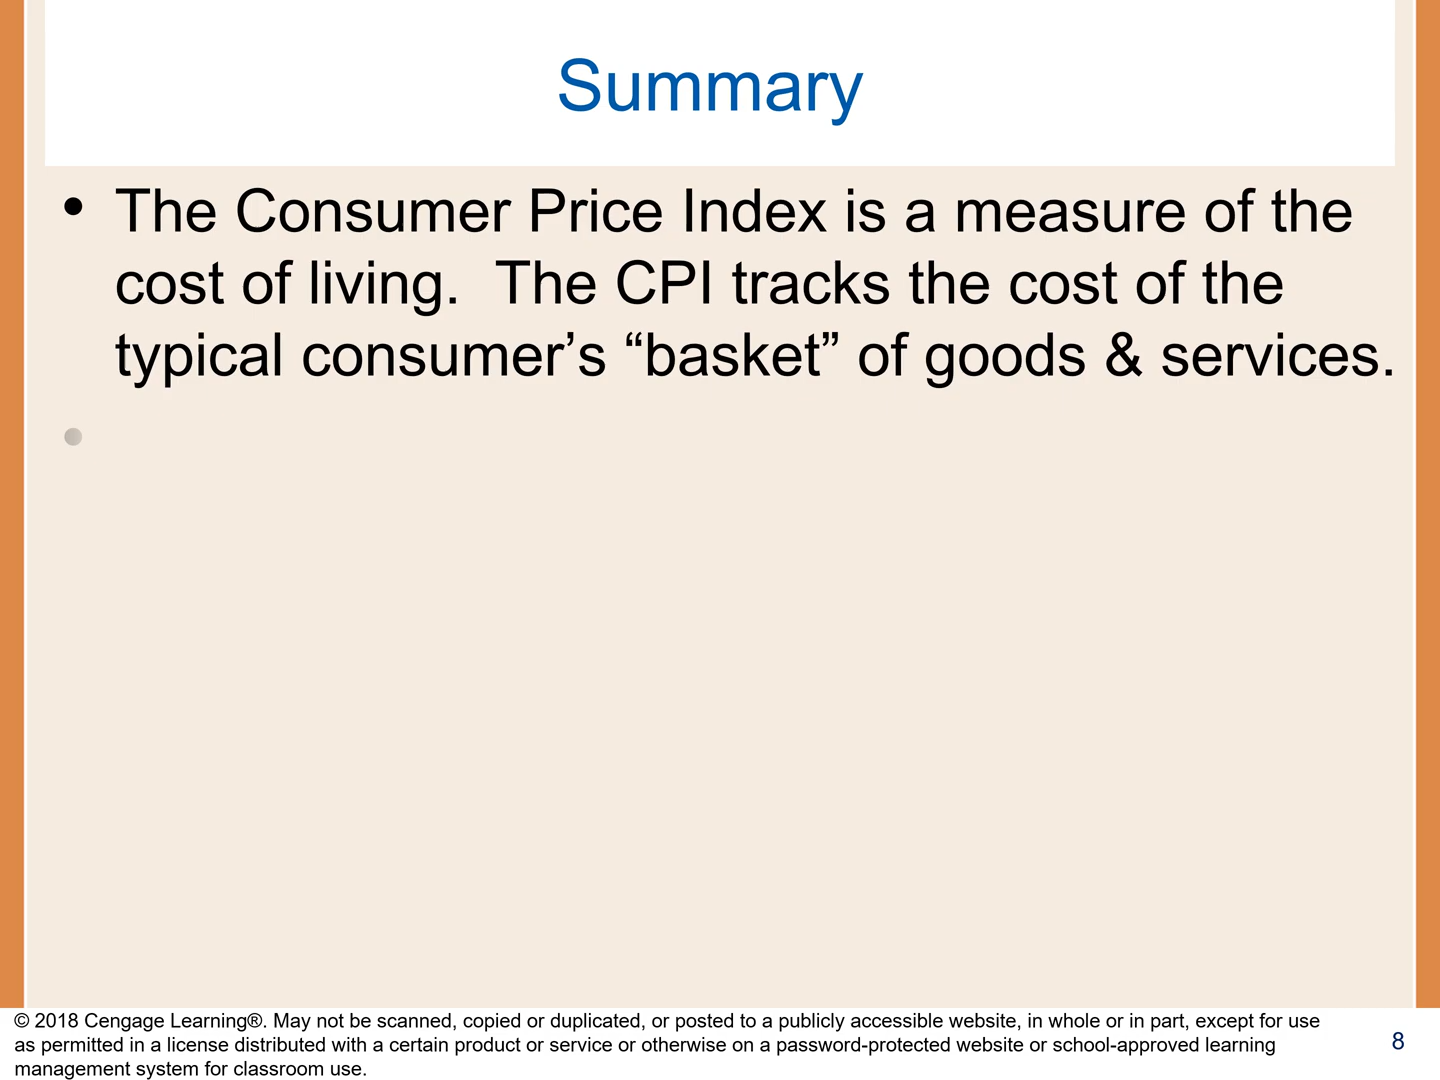 Summary
• The Consumer Price Index is a measure of the
cost of living.  The CPI tracks the cost of the
typical consumer’s “basket” of goods & services.
•
© 2018 Cengage Learning®. May not be scanned, copied or duplicated, or posted to a publicly accessible website, in whole or in part, except for use
as permitted in a license distributed with a certain product or service or otherwise on a password-protected website or school-approved learning
management system for classroom use.
8